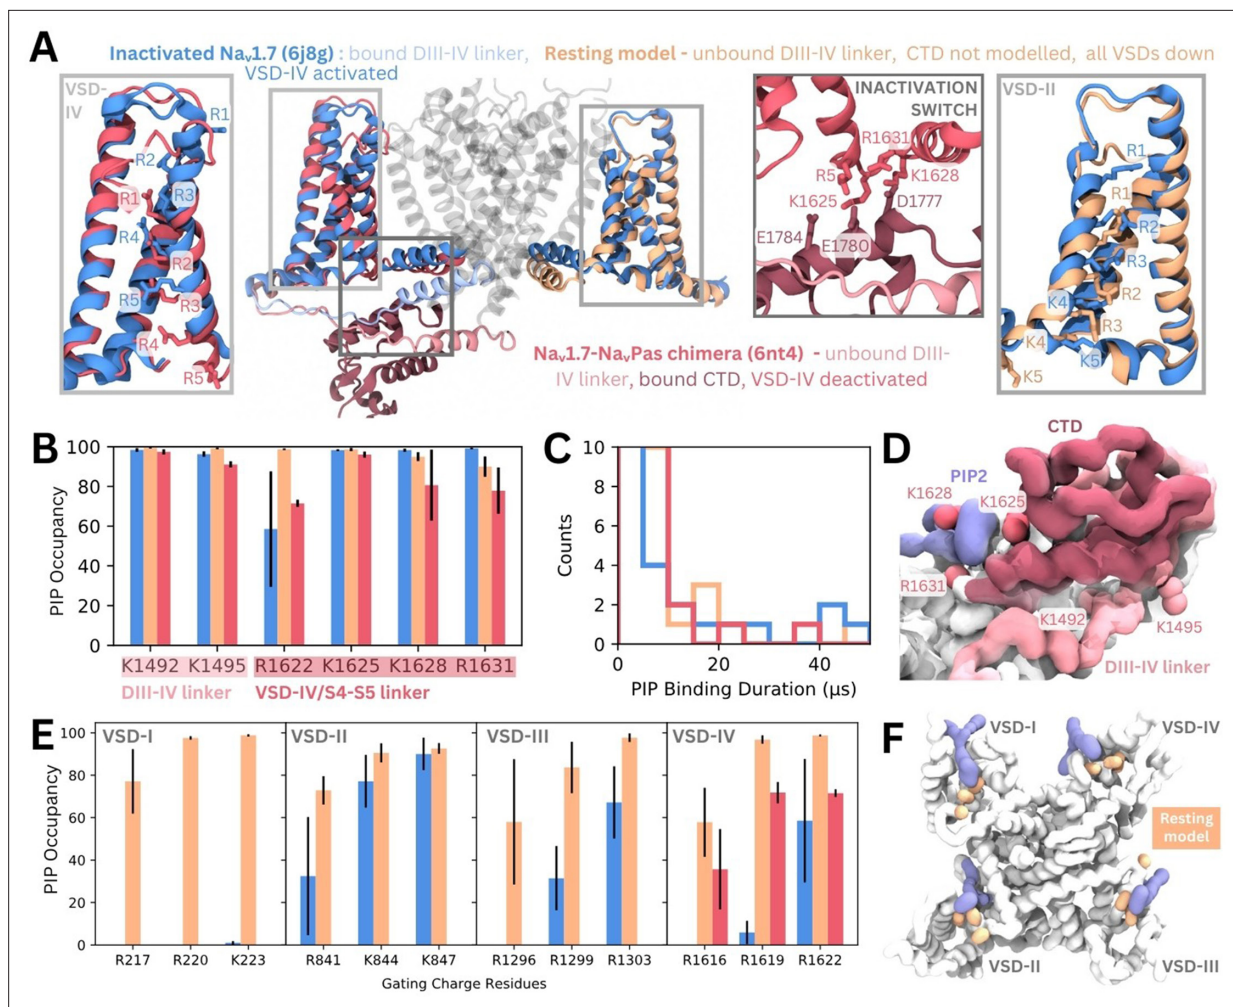 A
Inactivated Naᵥ1.7 (6j8g) : bound DIII-IV linker,
VSD-IV activated
Resting model - unbound DIII-IV linker, CTD not modelled, all VSDs down
VSD-
IV
R1
R2
R1
R3
R4
R2
R5
R3
R4
R5
INACTIVATION
SWITCH
R1631
R5
K1628
K1625
D1777
E1784
E1780
VSD-II
R1
R1
R2
R3
R2
K4
R3
K4
K5
K5
Naᵥ1.7-NaᵥPas chimera (6nt4) - unbound DIII-
IV linker, bound CTD, VSD-IV deactivated
B
PIP Occupancy
100
80
60
40
20
0
K1492 K1495 R1622 K1625 K1628 R1631
DIII-IV linker VSD-IV/S4-S5 linker
C
Counts
10
8
6
4
2
0
0 20 40
PIP Binding Duration (μs)
D
CTD
PIP2
K1628
K1625
R1631
K1492
K1495
DIII-IV linker
E
PIP Occupancy
100
80
60
40
20
0
VSD-I VSD-II VSD-III VSD-IV
R217 R220 K223 R841 K844 K847 R1296 R1299 R1303 R1616 R1619 R1622
Gating Charge Residues
F
VSD-I
VSD-IV
Resting
model
VSD-II
VSD-III